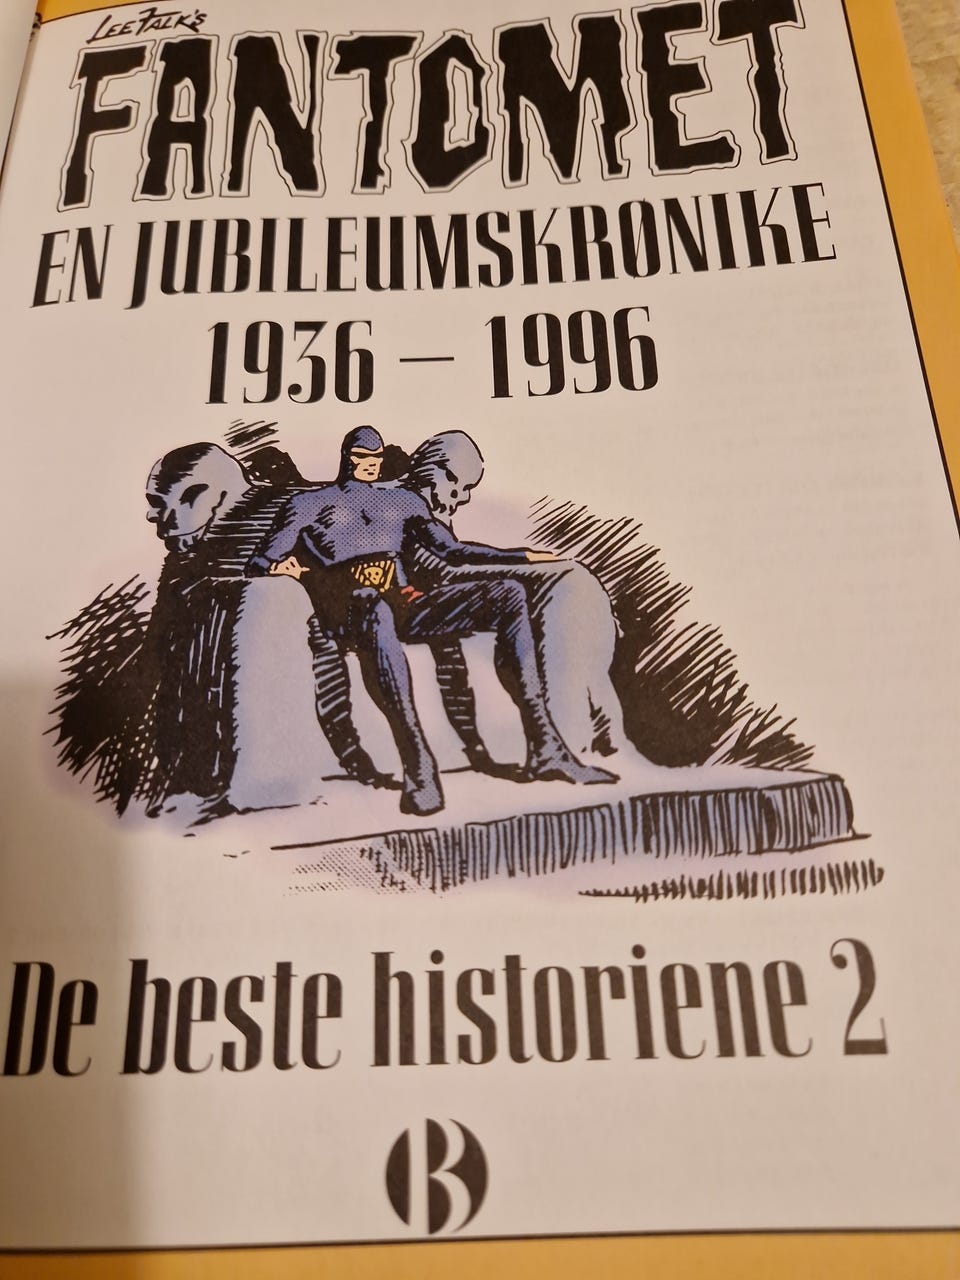 LEE FALK'S
FANTOMET
EN JUBILEUMSKRØNIKE
1936 – 1996
De beste historiene 2
B